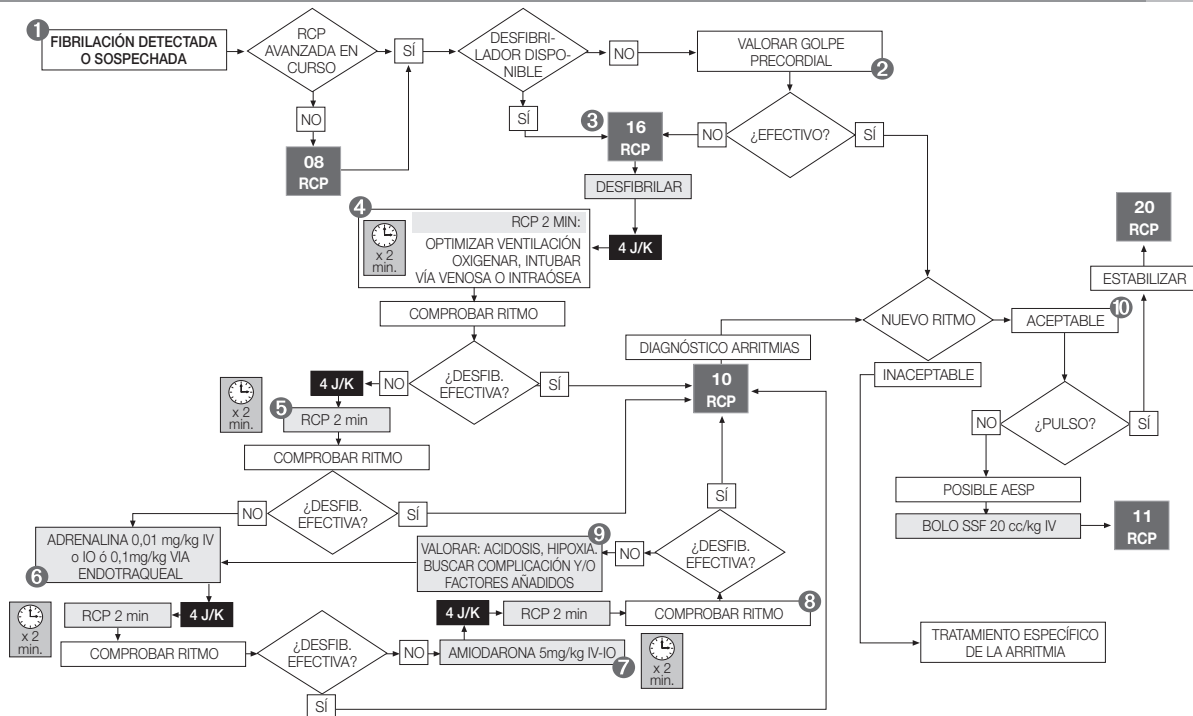 1
FIBRILACIÓN DETECTADA
O SOSPECHADA
RCP
AVANZADA EN
CURSO
SÍ
NO
08
RCP
DESFIBRI-
LADOR DISPO-
NIBLE
NO
SÍ
VALORAR GOLPE
PRECORDIAL
2
¿EFECTIVO?
NO
SÍ
3
16
RCP
DESFIBRILAR
4 J/K
4
RCP 2 MIN:
x 2
min.
OPTIMIZAR VENTILACIÓN
OXIGENAR, INTUBAR
VÍA VENOSA O INTRAÓSEA
COMPROBAR RITMO
¿DESFIB.
EFECTIVA?
NO
SÍ
4 J/K
x 2
min.
5
RCP 2 min
COMPROBAR RITMO
¿DESFIB.
EFECTIVA?
NO
SÍ
ADRENALINA 0,01 mg/kg IV
o IO ó 0,1mg/kg VIA
ENDOTRAQUEAL
6
4 J/K
RCP 2 min
x 2
min.
COMPROBAR RITMO
¿DESFIB.
EFECTIVA?
NO
SÍ
AMIODARONA 5mg/kg IV-IO
7
x 2
min.
4 J/K
RCP 2 min
COMPROBAR RITMO
8
¿DESFIB.
EFECTIVA?
NO
SÍ
9
VALORAR: ACIDOSIS, HIPOXIA.
BUSCAR COMPLICACIÓN Y/O
FACTORES AÑADIDOS
10
RCP
DIAGNÓSTICO ARRITMIAS
NUEVO RITMO
ACEPTABLE
10
INACEPTABLE
¿PULSO?
NO
SÍ
ESTABILIZAR
20
RCP
POSIBLE AESP
BOLO SSF 20 cc/kg IV
11
RCP
TRATAMIENTO ESPECÍFICO
DE LA ARRITMIA